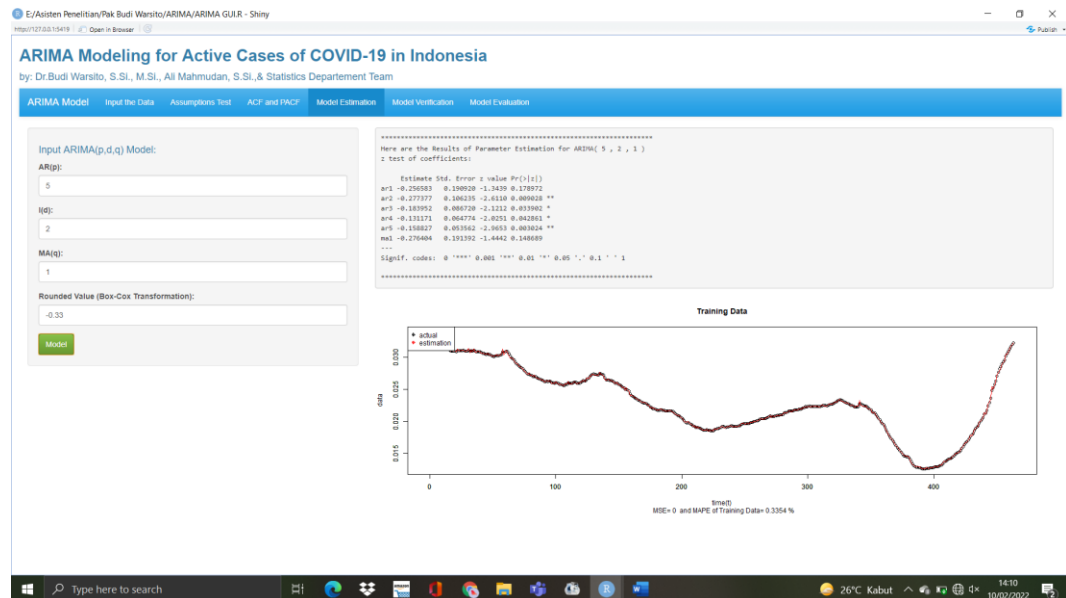 E:/Asisten Penelitian/Pak Budi Warsito/ARIMA/ARIMA GUI.R - Shiny
http://127.0.0.1:5419 Open in Browser Publish
ARIMA Modeling for Active Cases of COVID-19 in Indonesia
by: Dr.Budi Warsito, S.Si., M.Si., Ali Mahmudan, S.Si.,& Statistics Departement Team
ARIMA Model Input the Data Assumptions Test ACF and PACF Model Estimation Model Verification Model Evaluation
Input ARIMA(p,d,q) Model:
AR(p):
5
I(d):
2
MA(q):
1
Rounded Value (Box-Cox Transformation):
-0.33
Model
Here are the Results of Parameter Estimation for ARIMA( 5 , 2 , 1 )
z test of coefficients:
Estimate Std. Error z value Pr(>|z|)
ar1 -0.256583 0.190920 -1.3439 0.178972
ar2 -0.277377 0.106235 -2.6110 0.009028 **
ar3 -0.183952 0.086720 -2.1212 0.033902 *
ar4 -0.131171 0.064774 -2.0251 0.042861 *
ar5 -0.158827 0.053562 -2.9653 0.003024 **
ma1 -0.276404 0.191392 -1.4442 0.148689
---
Signif. codes: 0 '***' 0.001 '**' 0.01 '*' 0.05 '.' 0.1 ' ' 1
Training Data
actual
estimation
data
0.030
0.025
0.020
0.015
0 100 200 300 400
time(t)
MSE= 0 and MAPE of Training Data= 0.3354 %
Type here to search
26°C Kabut
14:10
10/02/2022
2